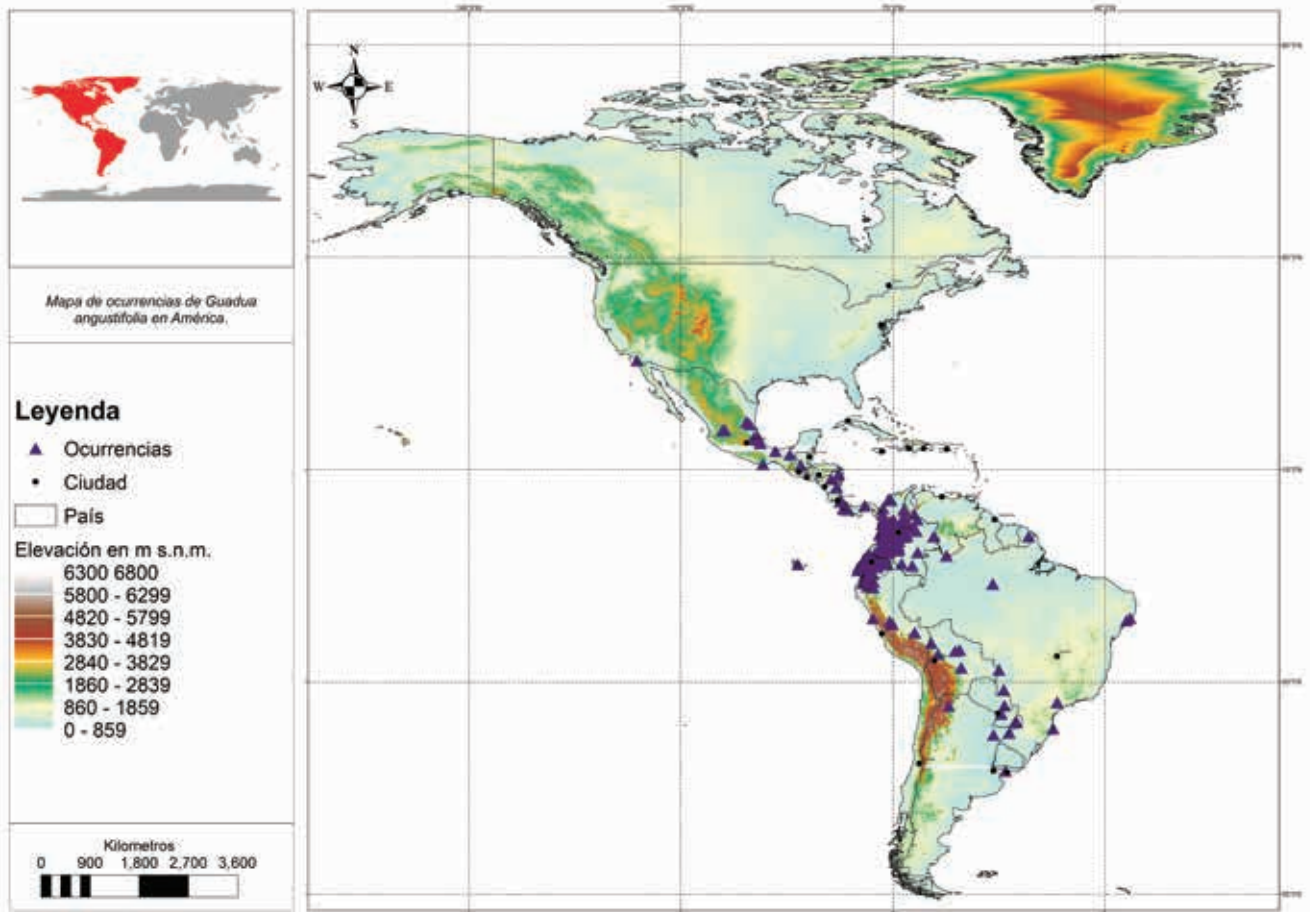 N
W E
S
Mapa de ocurrencias de Guadua
angustifolia en América.
Leyenda
Ocurrencias
Ciudad
País
Elevación en m s.n.m.
6300 6800
5800 - 6299
4820 - 5799
3830 - 4819
2840 - 3829
1860 - 2839
860 - 1859
0 - 859
Kilometros
0 900 1,800 2,700 3,600